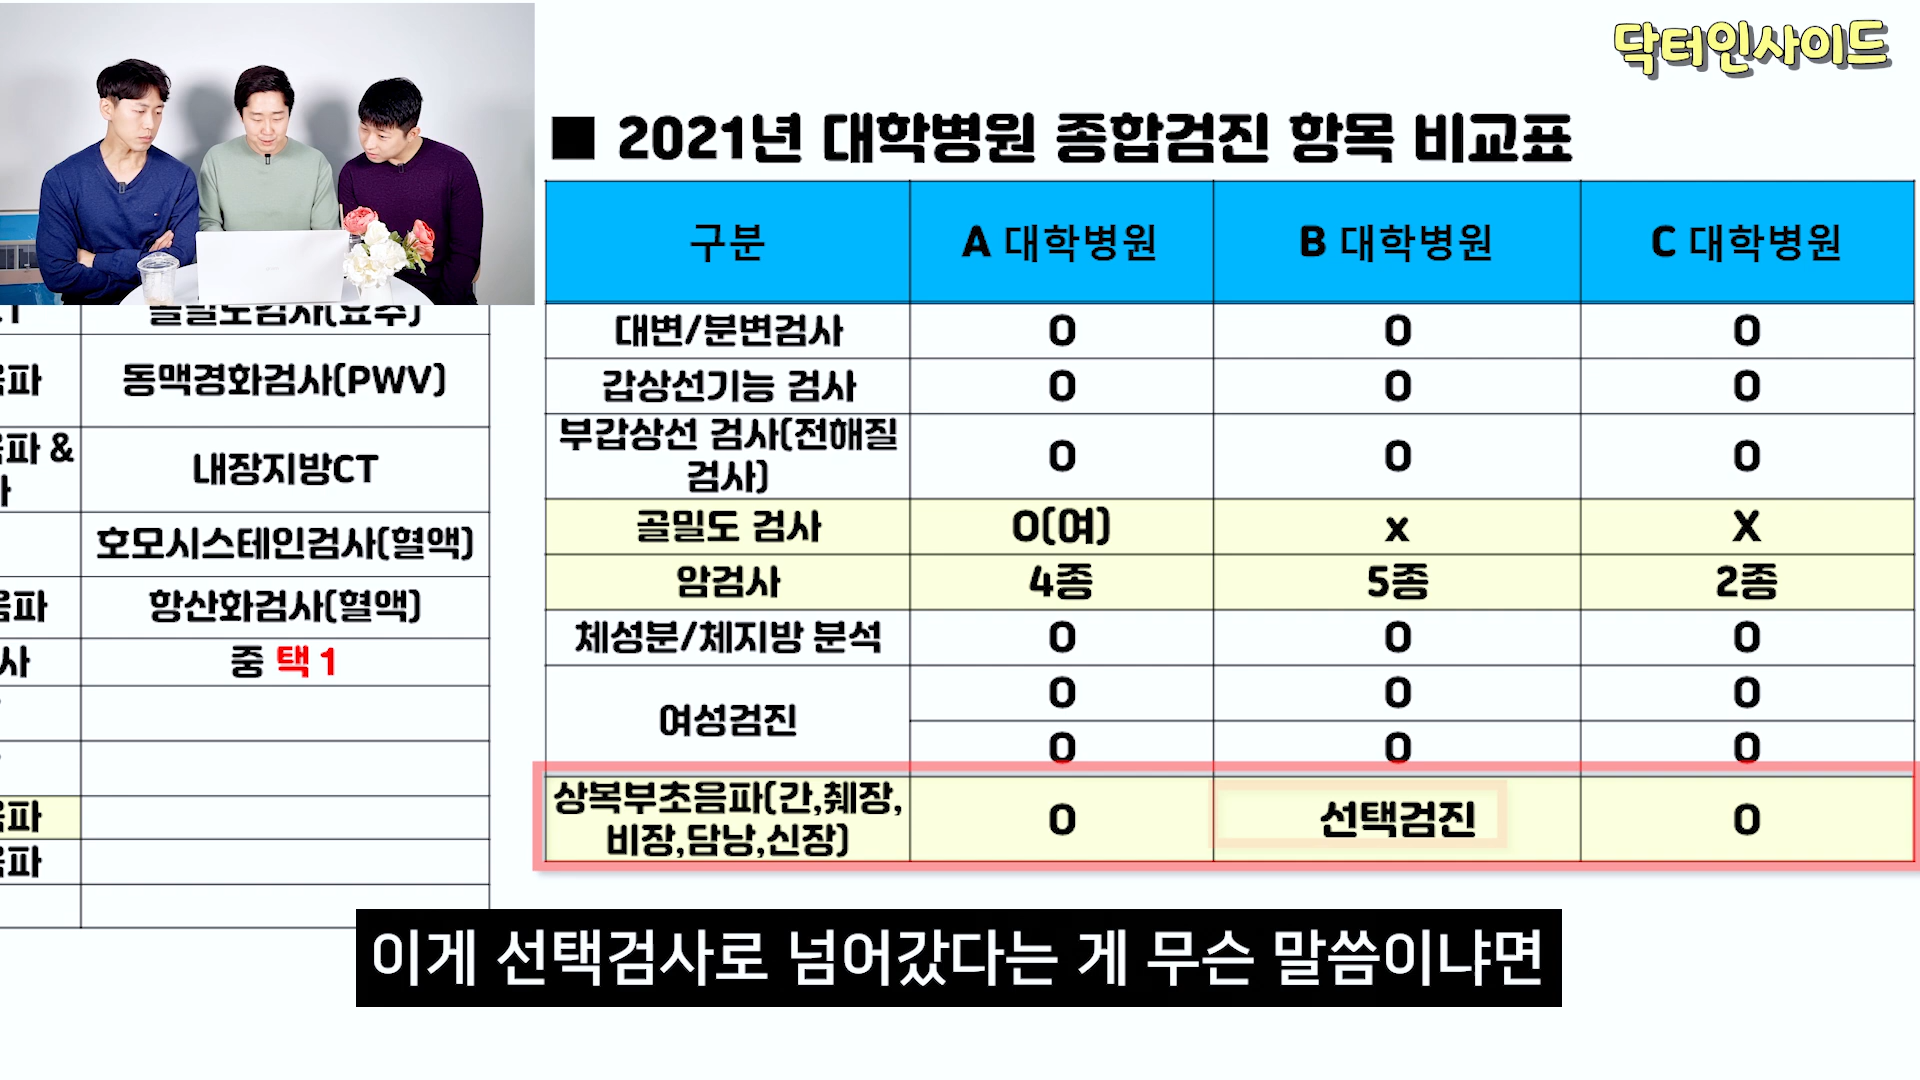 닥터인사이드
■ 2021년 대학병원 종합검진 항목 비교표
구분 A 대학병원 B 대학병원 C 대학병원
대변/분변검사 O O O
갑상선기능 검사 O O O
부갑상선 검사(전해질
검사) O O O
골밀도 검사 O(여) x X
암검사 4종 5종 2종
체성분/체지방 분석 O O O
여성검진 O O O
O O O
상복부초음파(간,췌장,
비장,담낭,신장) O 선택검진 O
동맥경화검사(PWV)
파 &
내장지방CT
호모시스테인검사(혈액)
항산화검사(혈액)
중 택 1
이게 선택검사로 넘어갔다는 게 무슨 말씀이냐면